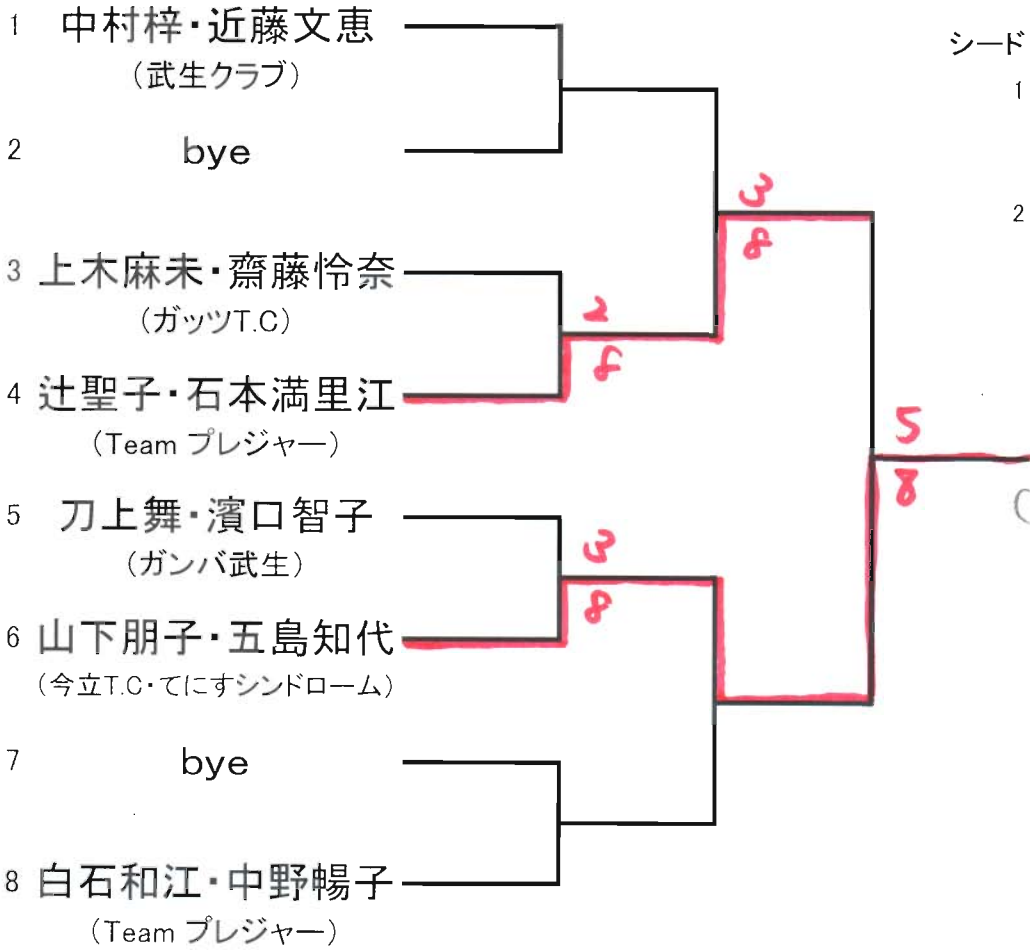 1 中村梓・近藤文恵
(武生クラブ)
シード
1
2 bye
2
3
8
3 上木麻未・齋藤怜奈
(ガッツT.C)
2
8
4 辻聖子・石本満里江
(Team プレジャー)
5
8
5 刀上舞・濱口智子
(ガンバ武生)
3
8
6 山下朋子・五島知代
(今立T.C・てにすシンドローム)
7 bye
8 白石和江・中野暢子
(Team プレジャー)